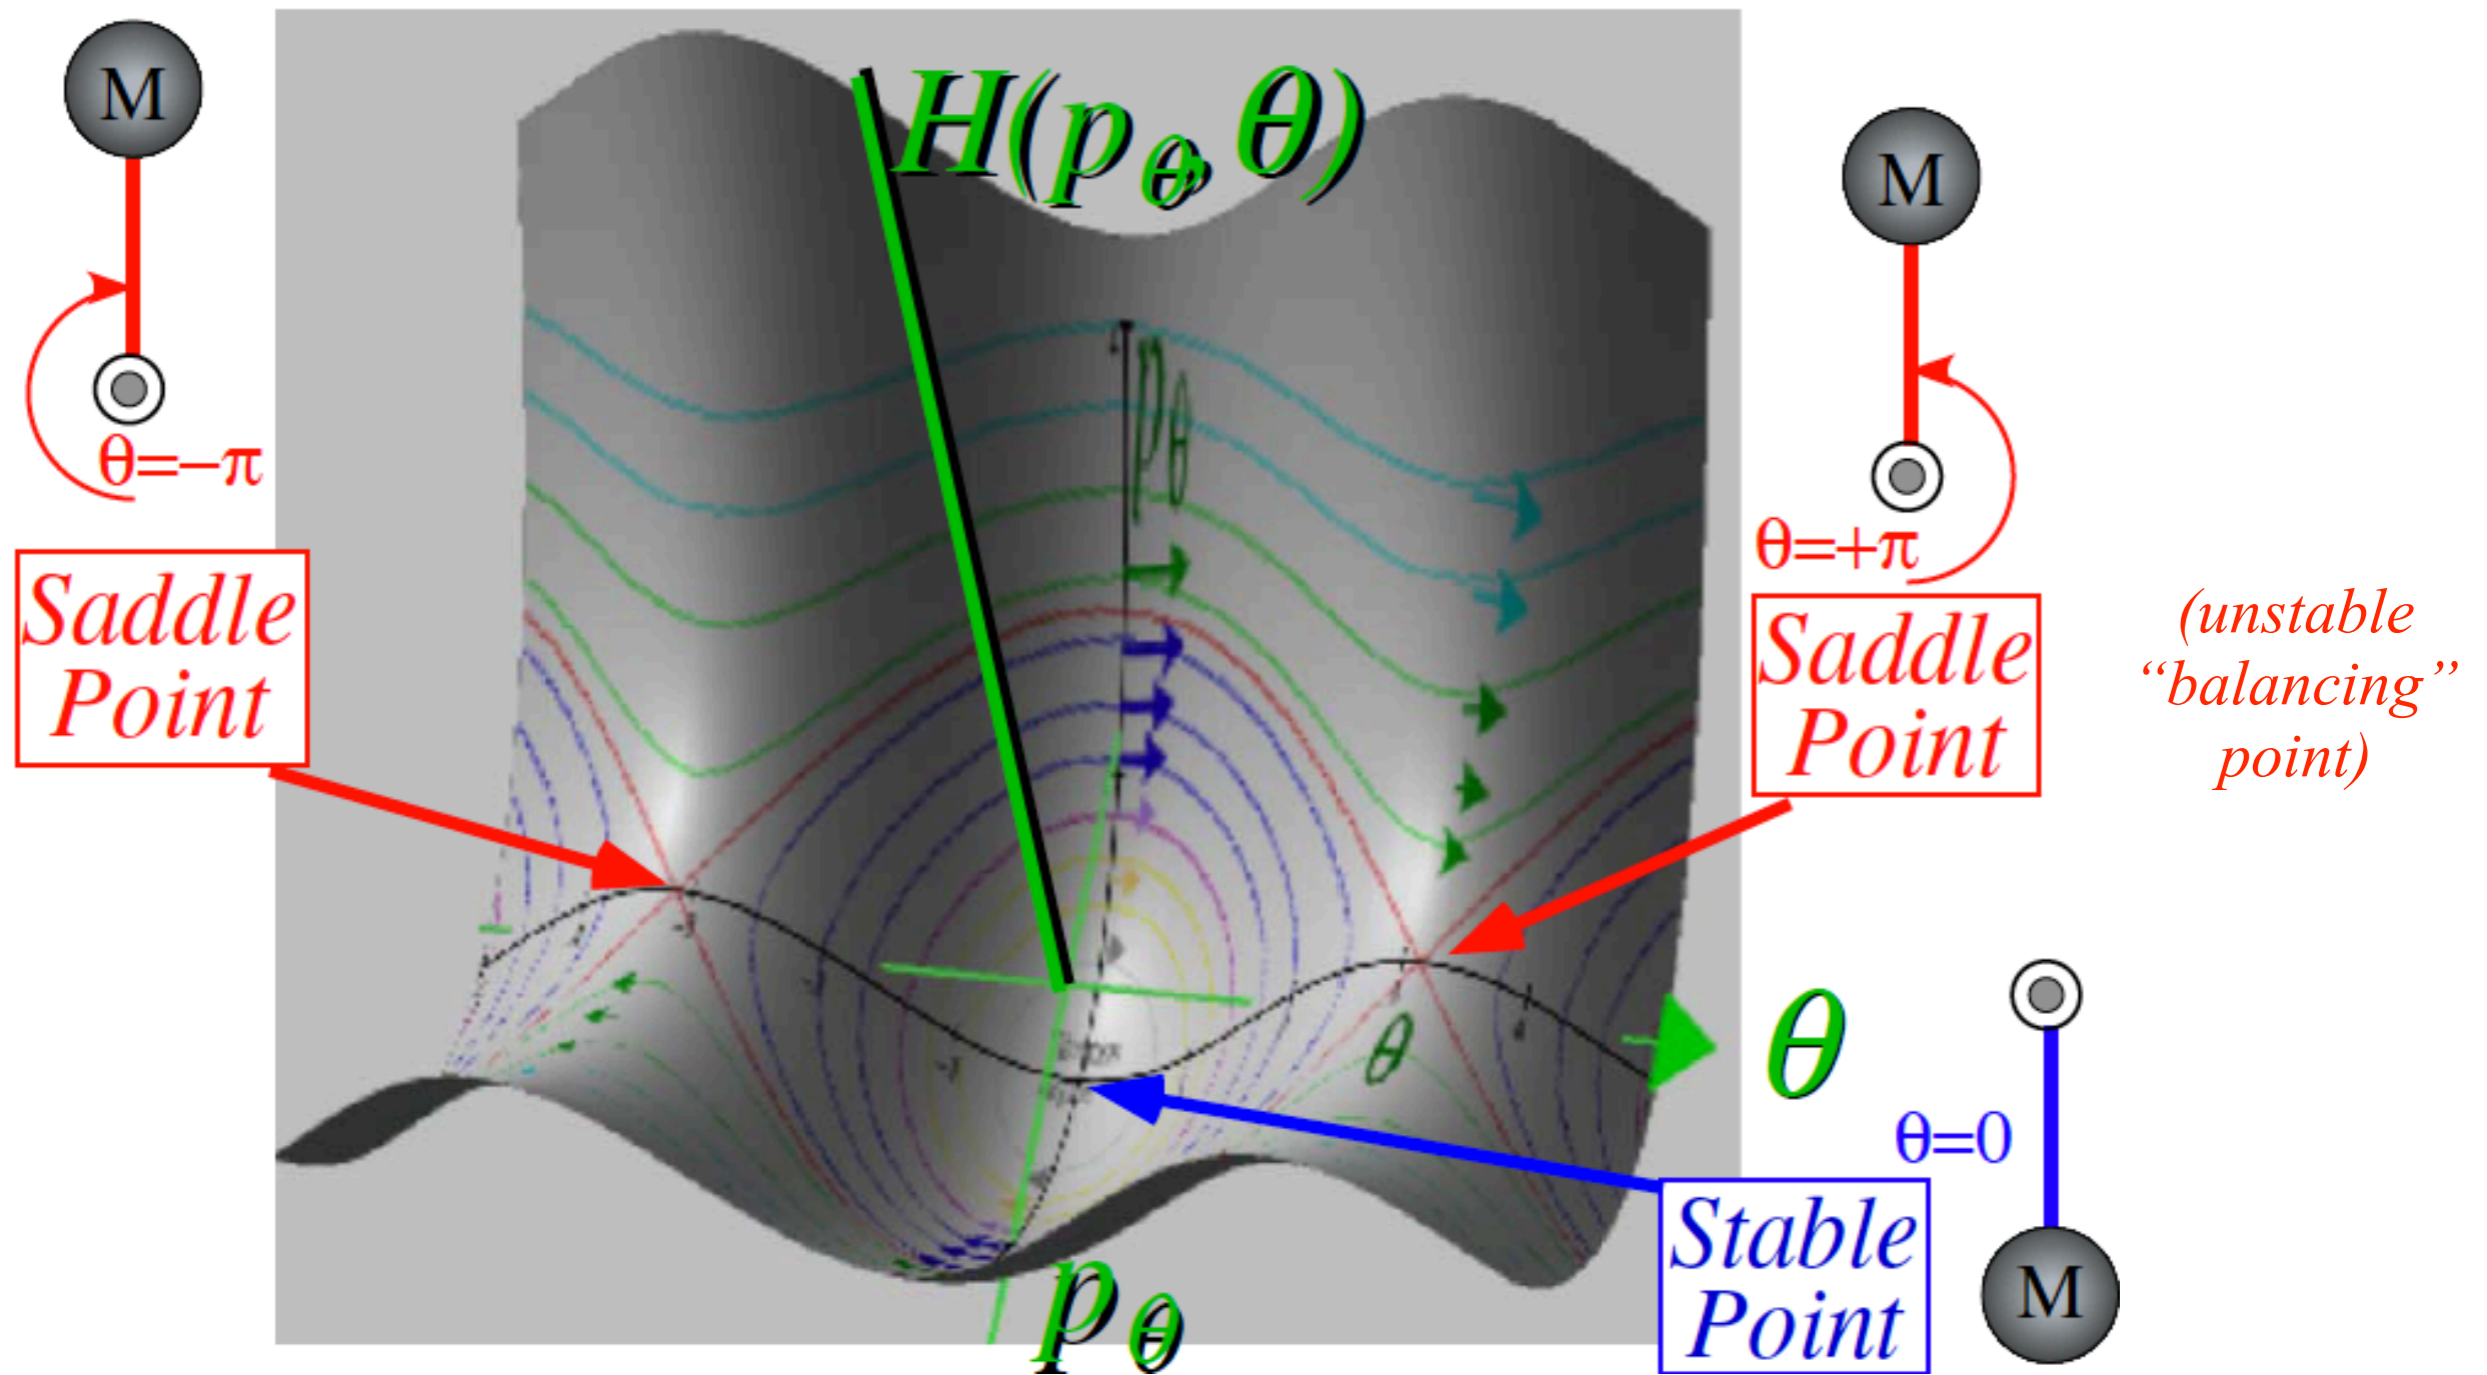 M
H(pθ, θ)
M
θ=−π
pθ
θ=+π
Saddle
Point
Saddle
Point
(unstable
“balancing”
point)
θ
θ
θ=0
Stable
Point
M
pθ